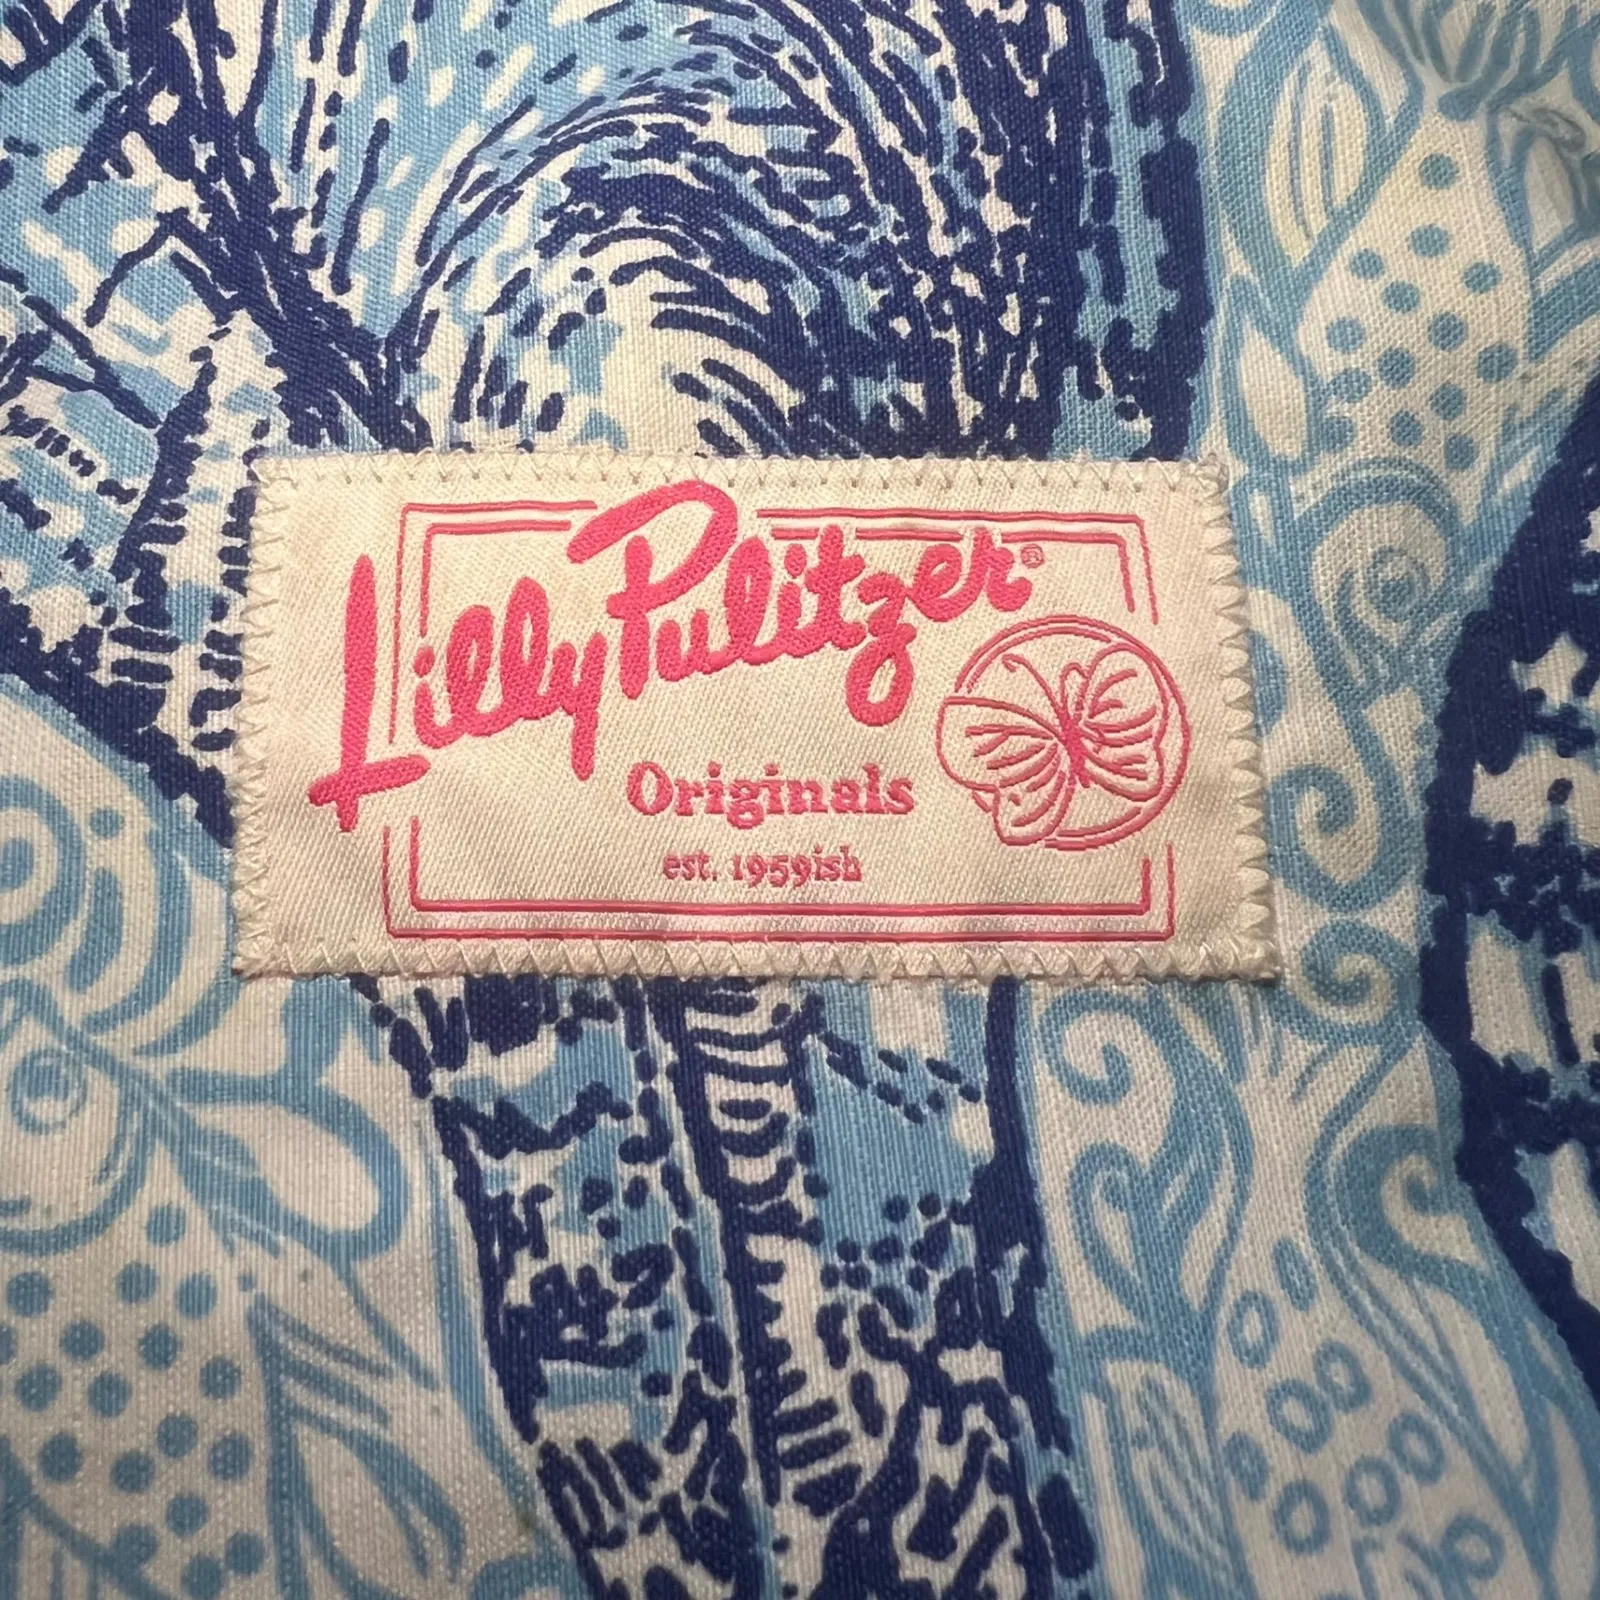 Lilly Pulitzer®
Originals
est. 1959ish